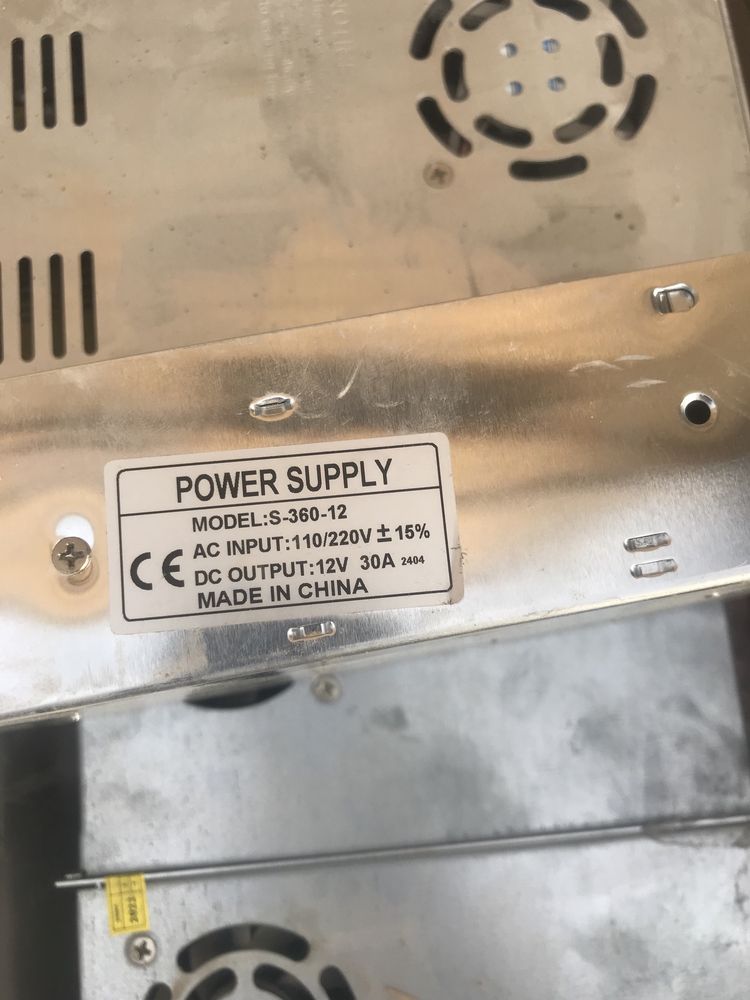 POWER SUPPLY
MODEL:S-360-12
AC INPUT:110/220V ± 15%
CE DC OUTPUT:12V 30A 2404
MADE IN CHINA
2023